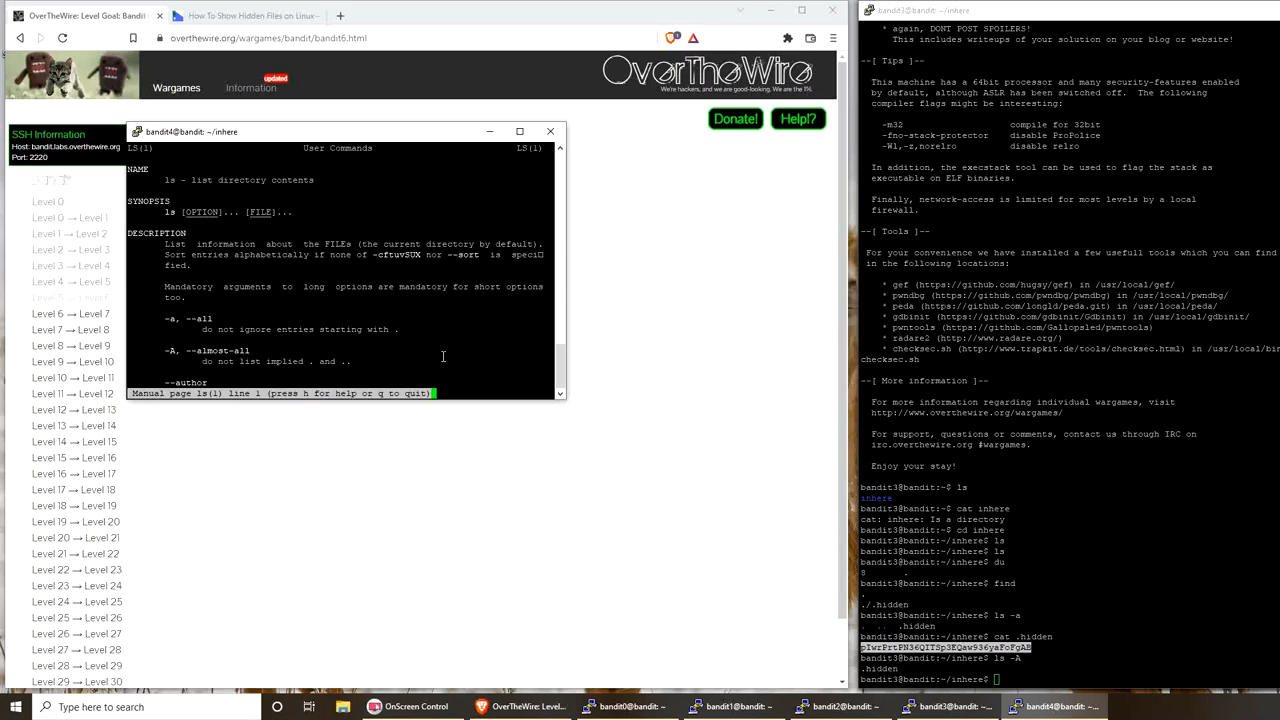 OverTheWire: Level Goal: Bandit
How To Show Hidden Files on Linux -
overthewire.org/wargames/bandit/bandit6.html
Wargames
Information
updated
OverTheWire
We're hackers, and we are good-looking. We are the 1%.
Donate!
Help!?
SSH Information
Host: bandit.labs.overthewire.org
Port: 2220
Level 0
Level 0 → Level 1
Level 1 → Level 2
Level 2 → Level 3
Level 3 → Level 4
Level 4 → Level 5
Level 5 → Level 6
Level 6 → Level 7
Level 7 → Level 8
Level 8 → Level 9
Level 9 → Level 10
Level 10 → Level 11
Level 11 → Level 12
Level 12 → Level 13
Level 13 → Level 14
Level 14 → Level 15
Level 15 → Level 16
Level 16 → Level 17
Level 17 → Level 18
Level 18 → Level 19
Level 19 → Level 20
Level 20 → Level 21
Level 21 → Level 22
Level 22 → Level 23
Level 23 → Level 24
Level 24 → Level 25
Level 25 → Level 26
Level 26 → Level 27
Level 27 → Level 28
Level 28 → Level 29
Level 29 → Level 30
bandit4@bandit: ~/inhere
LS(1) User Commands LS(1)
NAME
ls - list directory contents
SYNOPSIS
ls [OPTION]... [FILE]...
DESCRIPTION
List information about the FILEs (the current directory by default).
Sort entries alphabetically if none of -cftuvSUX nor --sort is speci
fied.
Mandatory arguments to long options are mandatory for short options
too.
-a, --all
do not ignore entries starting with .
-A, --almost-all
do not list implied . and ..
--author
Manual page ls(1) line 1 (press h for help or q to quit)
bandit3@bandit: ~/inhere
* again, DONT POST SPOILERS!
This includes writeups of your solution on your blog or website!
--[ Tips ]--
This machine has a 64bit processor and many security-features enabled
by default, although ASLR has been switched off. The following
compiler flags might be interesting:
-m32 compile for 32bit
-fno-stack-protector disable ProPolice
-Wl,-z,norelro disable relro
In addition, the execstack tool can be used to flag the stack as
executable on ELF binaries.
Finally, network-access is limited for most levels by a local
firewall.
--[ Tools ]--
For your convenience we have installed a few usefull tools which you can find
in the following locations:
* gef (https://github.com/hugsy/gef) in /usr/local/gef/
* pwndbg (https://github.com/pwndbg/pwndbg) in /usr/local/pwndbg/
* peda (https://github.com/longld/peda.git) in /usr/local/peda/
* gdbinit (https://github.com/gdbinit/Gdbinit) in /usr/local/gdbinit/
* pwntools (https://github.com/Gallopsled/pwntools)
* radare2 (http://www.radare.org/)
* checksec.sh (http://www.trapkit.de/tools/checksec.html) in /usr/local/bin
checksec.sh
--[ More information ]--
For more information regarding individual wargames, visit
http://www.overthewire.org/wargames/
For support, questions or comments, contact us through IRC on
irc.overthewire.org #wargames.
Enjoy your stay!
bandit3@bandit:~$ ls
inhere
bandit3@bandit:~$ cat inhere
cat: inhere: Is a directory
bandit3@bandit:~$ cd inhere
bandit3@bandit:~/inhere$ ls
bandit3@bandit:~/inhere$ ls
bandit3@bandit:~/inhere$ du
8 .
bandit3@bandit:~/inhere$ find
.
./.hidden
bandit3@bandit:~/inhere$ ls -a
. .. .hidden
bandit3@bandit:~/inhere$ cat .hidden
pIwrPrtPN36QITSp3EQaw936yaFoFgAB
bandit3@bandit:~/inhere$ ls -A
.hidden
bandit3@bandit:~/inhere$
Type here to search
OnScreen Control
OverTheWire: Level...
bandit0@bandit: ~
bandit1@bandit: ~
bandit2@bandit: ~
bandit3@bandit: ~...
bandit4@bandit: ~...